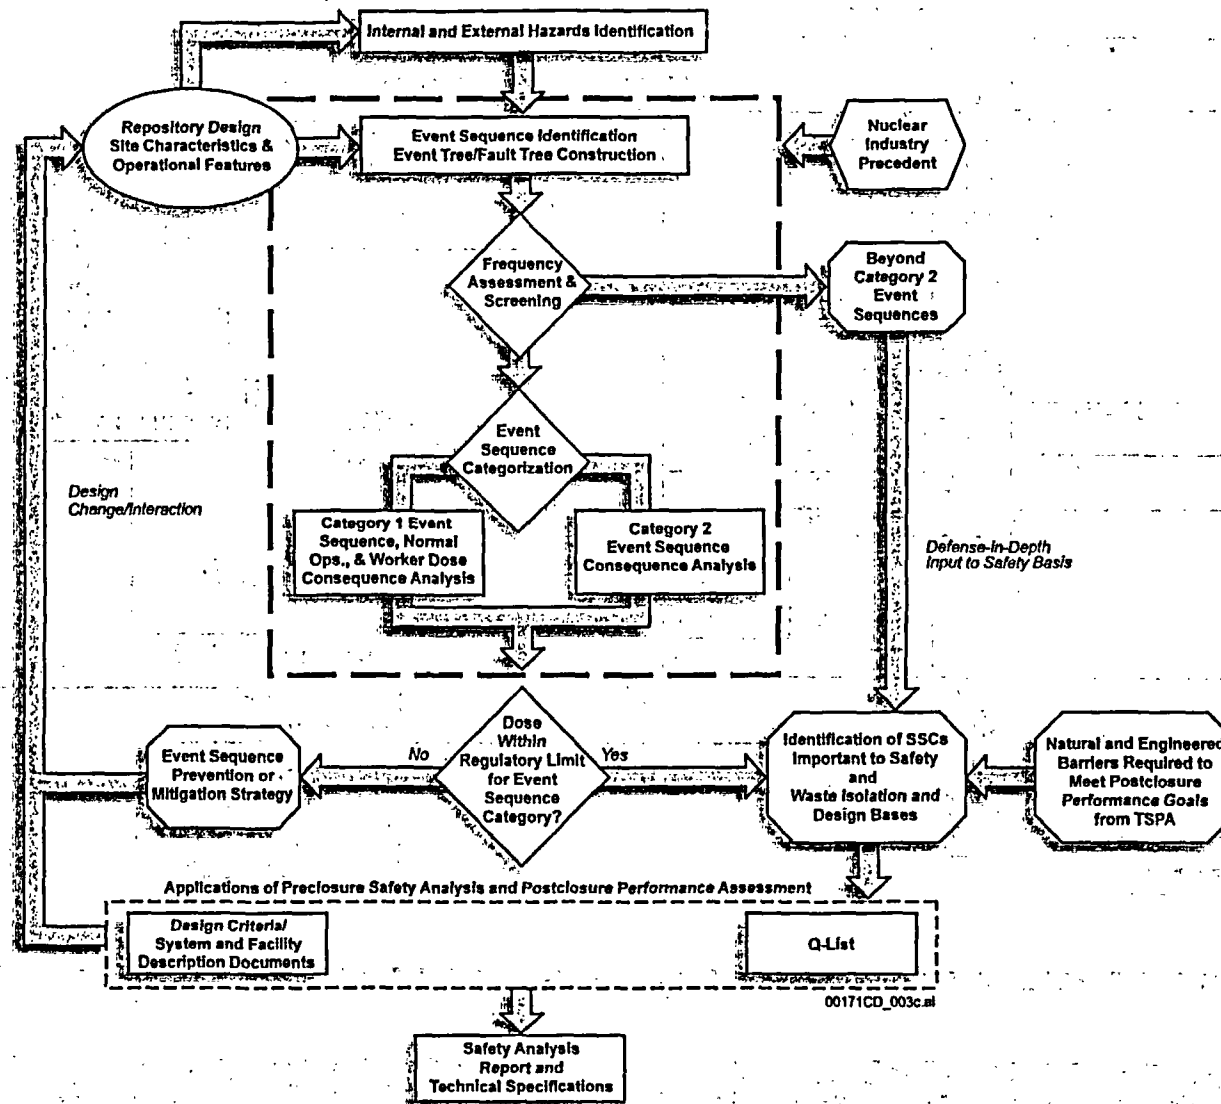 Internal and External Hazards Identification
Repository Design
Site Characteristics &
Operational Features
Event Sequence Identification
Event Tree/Fault Tree Construction
Nuclear
Industry
Precedent
Frequency
Assessment &
Screening
Beyond
Category 2
Event
Sequences
Event
Sequence
Categorization
Design
Change/Interaction
Category 1 Event
Sequence, Normal
Ops., & Worker Dose
Consequence Analysis
Category 2
Event Sequence
Consequence Analysis
Defense-in-Depth
Input to Safety Basis
Event Sequence
Prevention or
Mitigation Strategy
No
Dose
Within
Regulatory Limit
for Event
Sequence
Category?
Yes
Identification of SSCs
Important to Safety
and
Waste Isolation and
Design Bases
Natural and Engineered
Barriers Required to
Meet Postclosure
Performance Goals
from TSPA
Applications of Preclosure Safety Analysis and Postclosure Performance Assessment
Design Criteria/
System and Facility
Description Documents
Q-List
00171CD_003c.ai
Safety Analysis
Report and
Technical Specifications